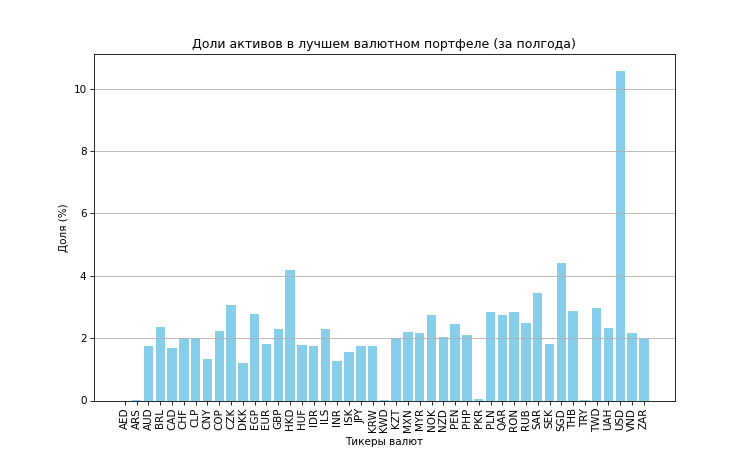 Доли активов в лучшем валютном портфеле (за полгода)
Доля (%)
10
8
6
4
2
0
AED ARS AUD BRL CAD CHF CLP CNY COP CZK DKK EGP EUR GBP HKD HUF IDR ILS INR ISK JPY KRW KWD KZT MXN MYR NOK NZD PEN PHP PKR PLN QAR RON RUB SAR SEK SGD THB TRY TWD UAH USD VND ZAR
Тикеры валют